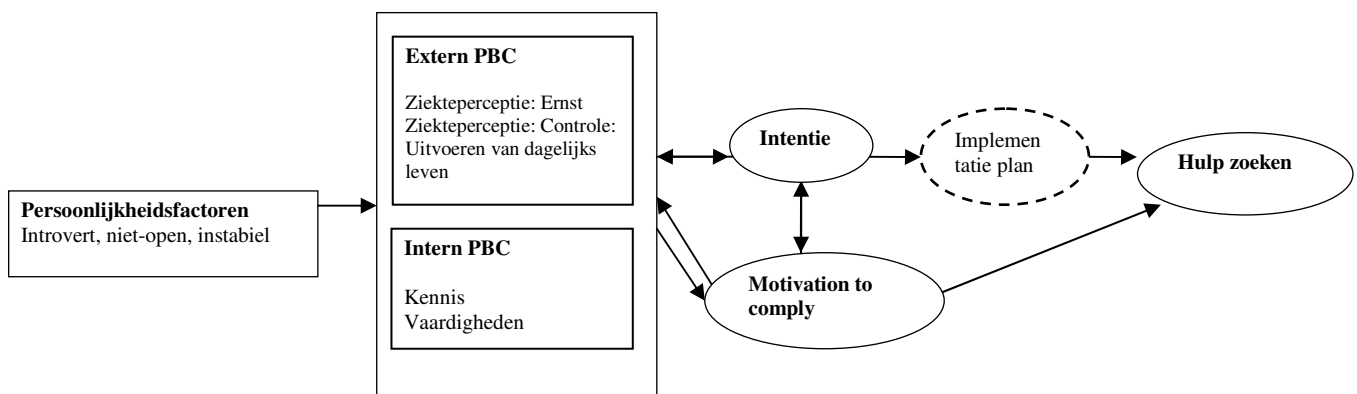 Persoonlijkheidsfactoren
Introvert, niet-open, instabiel
Extern PBC
Ziekteperceptie: Ernst
Ziekteperceptie: Controle:
Uitvoeren van dagelijks
leven
Intern PBC
Kennis
Vaardigheden
Intentie
Motivation to
comply
Implemen
tatie plan
Hulp zoeken